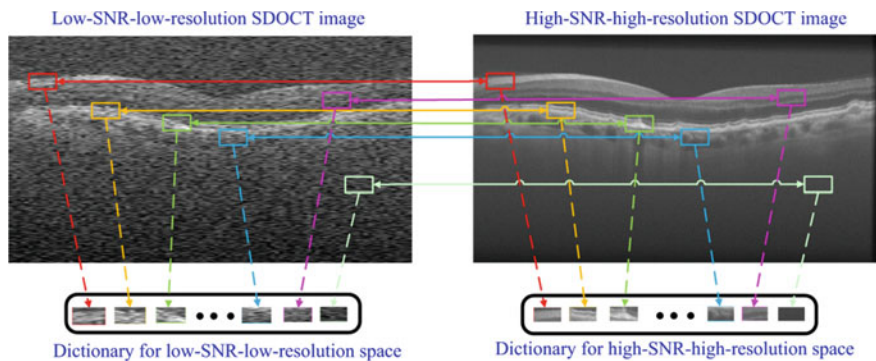 Low-SNR-low-resolution SDOCT image
High-SNR-high-resolution SDOCT image
Dictionary for low-SNR-low-resolution space
Dictionary for high-SNR-high-resolution space